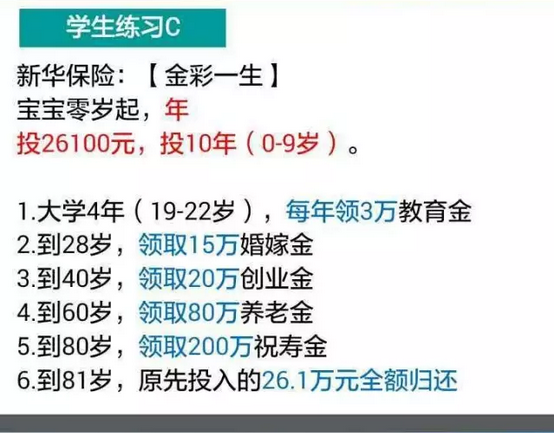 学生练习C
新华保险：【 金彩一生】
宝宝零岁起，年
投26100元，投10年（0-9岁）。
1.大学4年（19-22岁），每年领3万教育金
2.到28岁，领取15万婚嫁金
3.到40岁，领取20万创业金
4.到60岁，领取80万养老金
5.到80岁，领取200万祝寿金
6.到81岁，原先投入的26.1万元全额归还